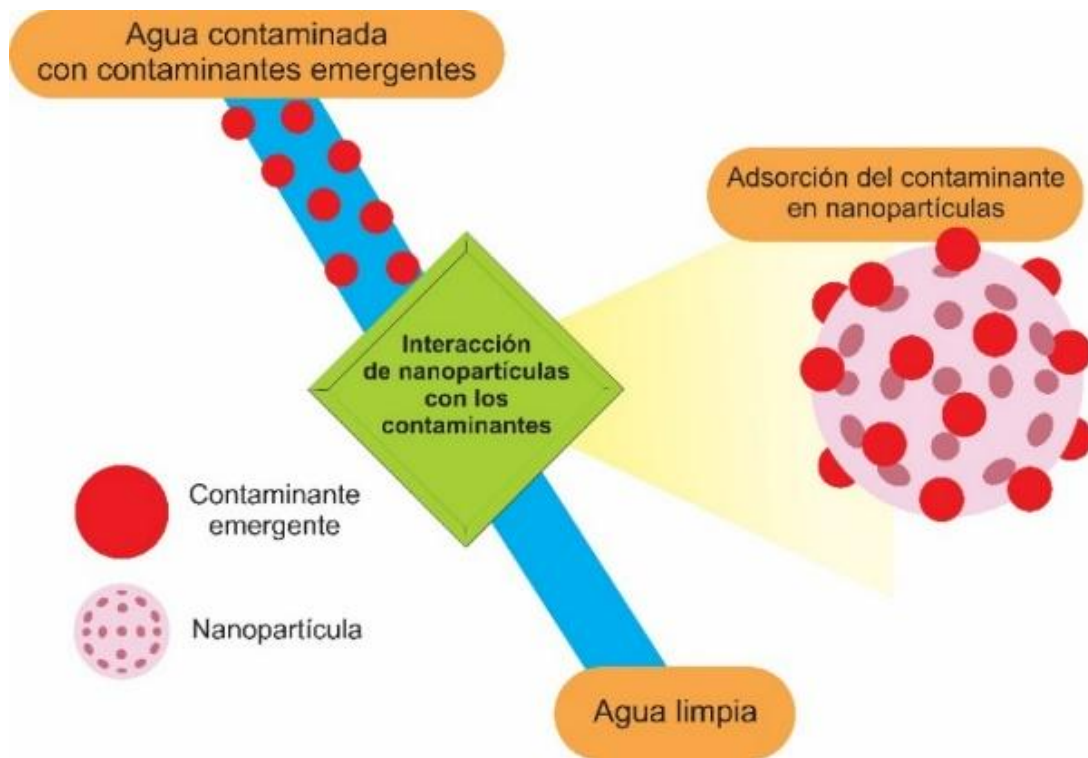 Agua contaminada
con contaminantes emergentes
Adsorción del contaminante
en nanopartículas
Interacción
de nanopartículas
con los
contaminantes
Contaminante
emergente
Nanopartícula
Agua limpia